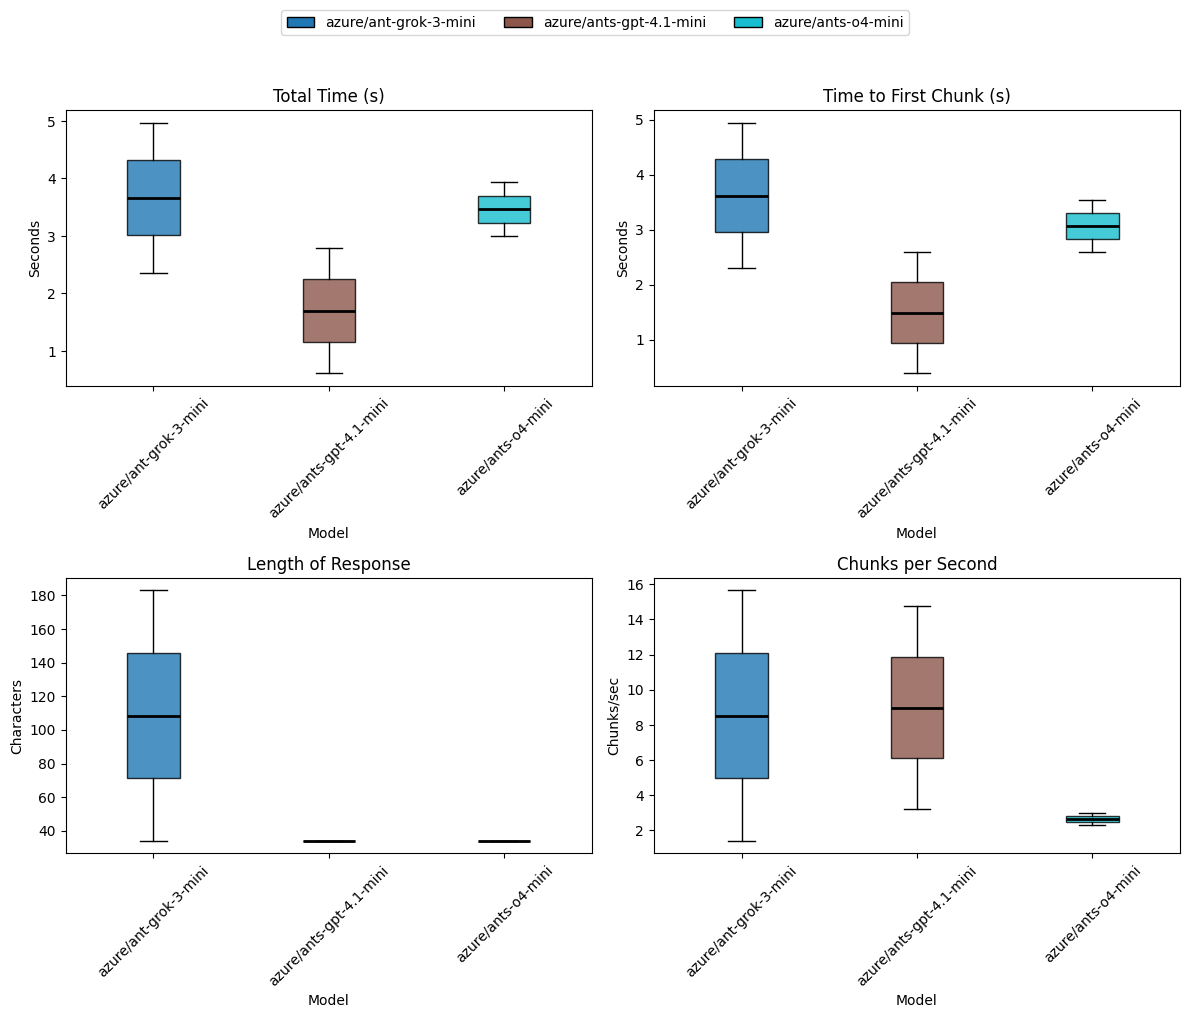 azure/ant-grok-3-mini azure/ants-gpt-4.1-mini azure/ants-o4-mini
Total Time (s)
Seconds
5
4
3
2
1
azure/ant-grok-3-mini
azure/ants-gpt-4.1-mini
azure/ants-o4-mini
Model
Time to First Chunk (s)
Seconds
5
4
3
2
1
azure/ant-grok-3-mini
azure/ants-gpt-4.1-mini
azure/ants-o4-mini
Model
Length of Response
Characters
180
160
140
120
100
80
60
40
azure/ant-grok-3-mini
azure/ants-gpt-4.1-mini
azure/ants-o4-mini
Model
Chunks per Second
Chunks/sec
16
14
12
10
8
6
4
2
azure/ant-grok-3-mini
azure/ants-gpt-4.1-mini
azure/ants-o4-mini
Model